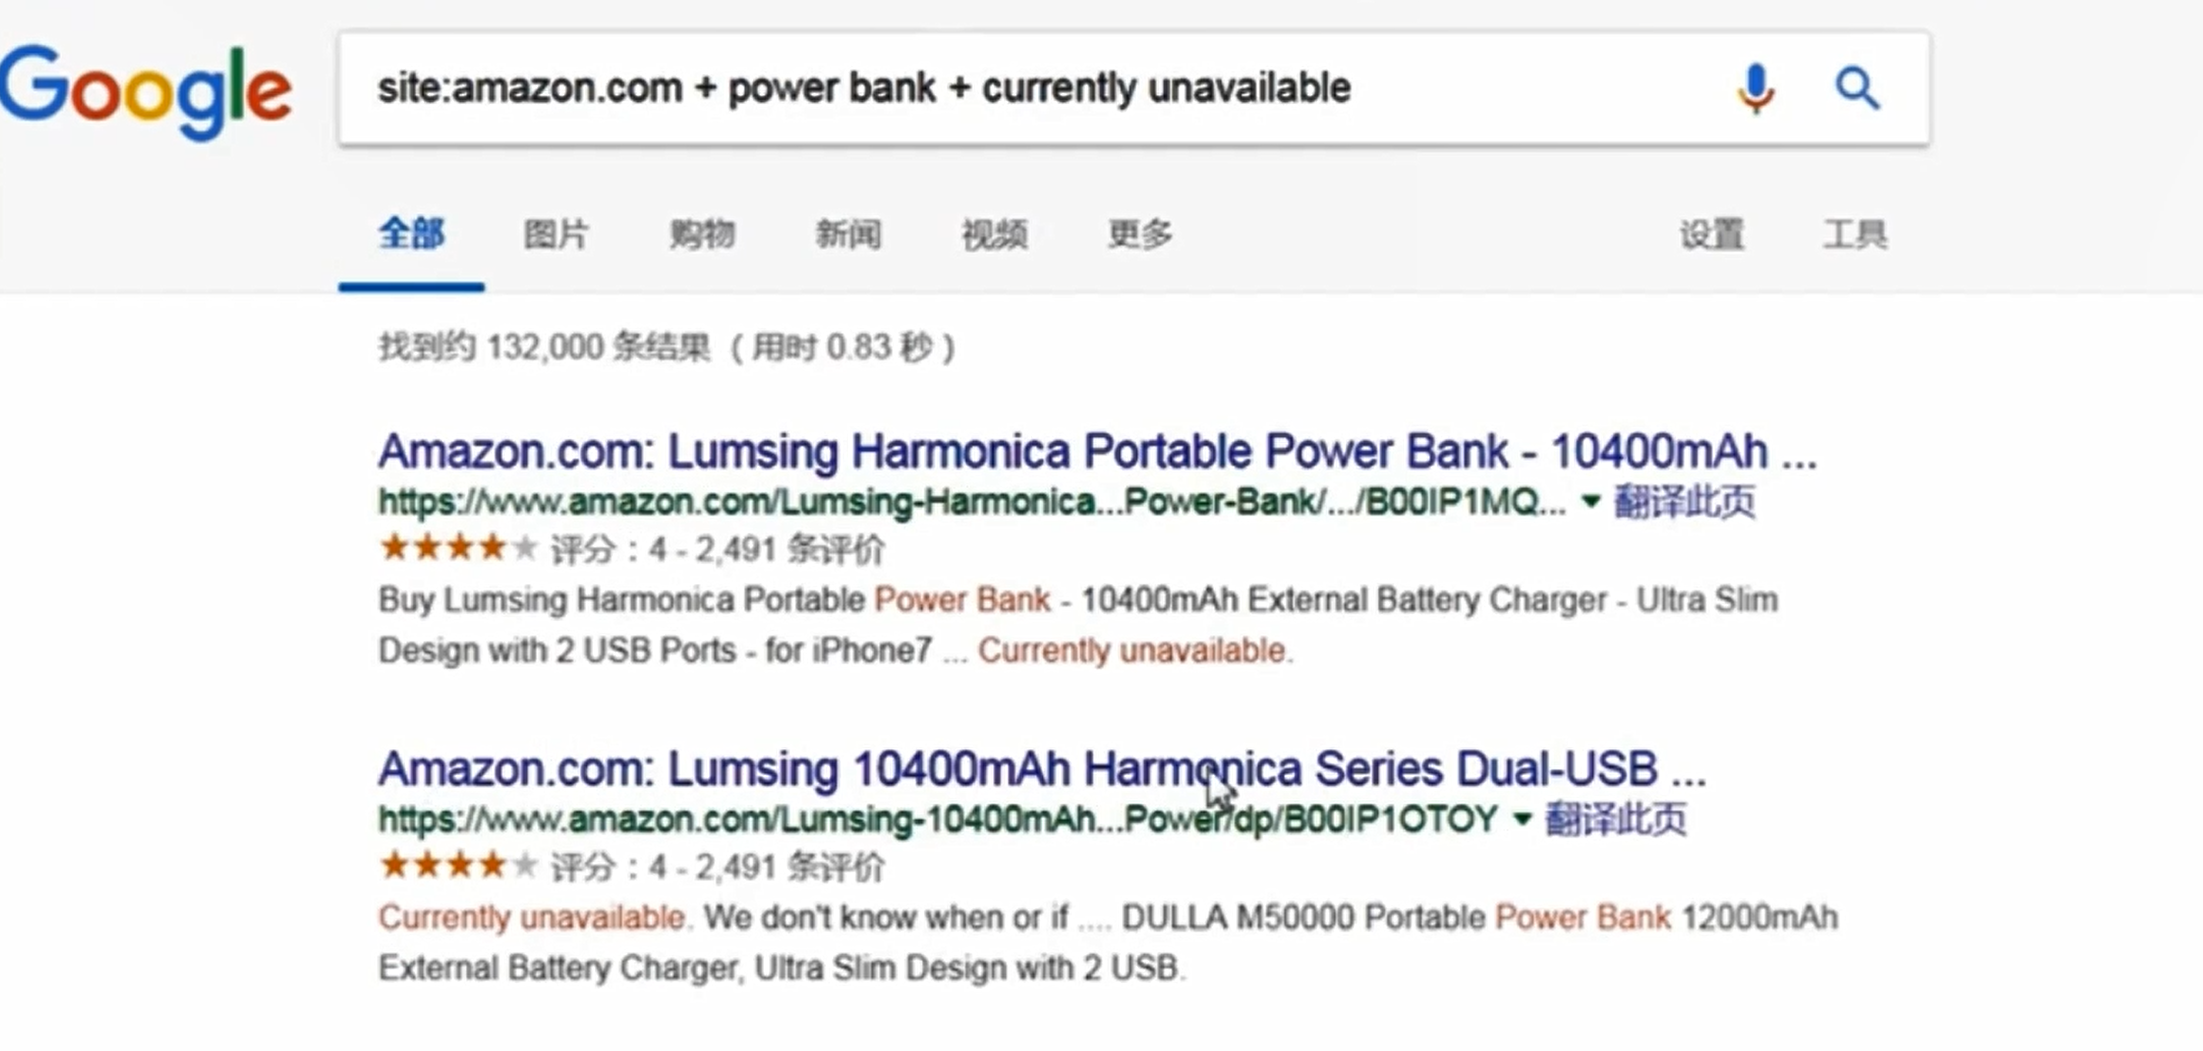 Google
site:amazon.com + power bank + currently unavailable
全部 图片 购物 新闻 视频 更多 设置 工具
找到约 132,000 条结果 (用时 0.83 秒)
Amazon.com: Lumsing Harmonica Portable Power Bank - 10400mAh ...
https://www.amazon.com/Lumsing-Harmonica...Power-Bank/.../B00IP1MQ... 翻译此页
评分：4 - 2,491 条评价
Buy Lumsing Harmonica Portable Power Bank - 10400mAh External Battery Charger - Ultra Slim
Design with 2 USB Ports - for iPhone7 ... Currently unavailable.
Amazon.com: Lumsing 10400mAh Harmonica Series Dual-USB ...
https://www.amazon.com/Lumsing-10400mAh...Power/dp/B00IP1OTOY 翻译此页
评分：4 - 2,491 条评价
Currently unavailable. We don't know when or if .... DULLA M50000 Portable Power Bank 12000mAh
External Battery Charger, Ultra Slim Design with 2 USB.